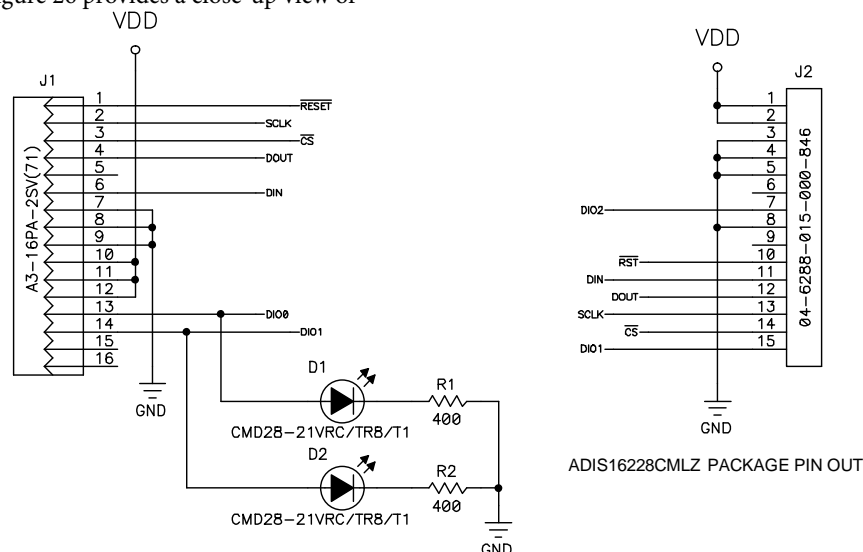 gure 26 provides a close-up view of
VDD
J1
A3-16PA-2SV(71)
1
2
3
4
5
6
7
8
9
10
11
12
13
14
15
16
RESET
SCLK
CS
DOUT
DIN
DIO0
DIO1
GND
D1
CMD28-21VRC/TR8/T1
R1
400
D2
CMD28-21VRC/TR8/T1
R2
400
GND
VDD
J2
04-6288-015-000-846
1
2
3
4
5
6
7
8
9
10
11
12
13
14
15
DIO2
RST
DIN
DOUT
SCLK
CS
DIO1
GND
ADIS16228CMLZ PACKAGE PIN OUT